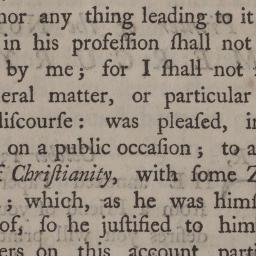 nor any thing leading to it
in his profeſſion ſhall not
by me; for I ſhall not
eral matter, or particular
diſcourſe: was pleaſed, in
on a public occaſion; to a
Chriſtianity, with ſome
; which, as he was himſ
of, ſo he juſtified to him
ers on this account parti